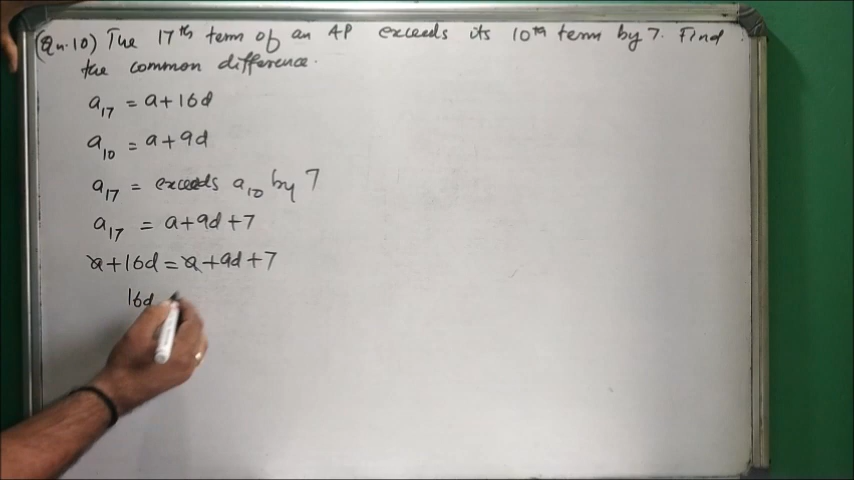 (Qn.10) The 17th term of an AP exceeds its 10th term by 7. Find
the common difference.
a17 = a+16d
a10 = a+9d
a17 = exceeds a10 by 7
a17 = a+9d+7
a+16d = a+9d+7
16d